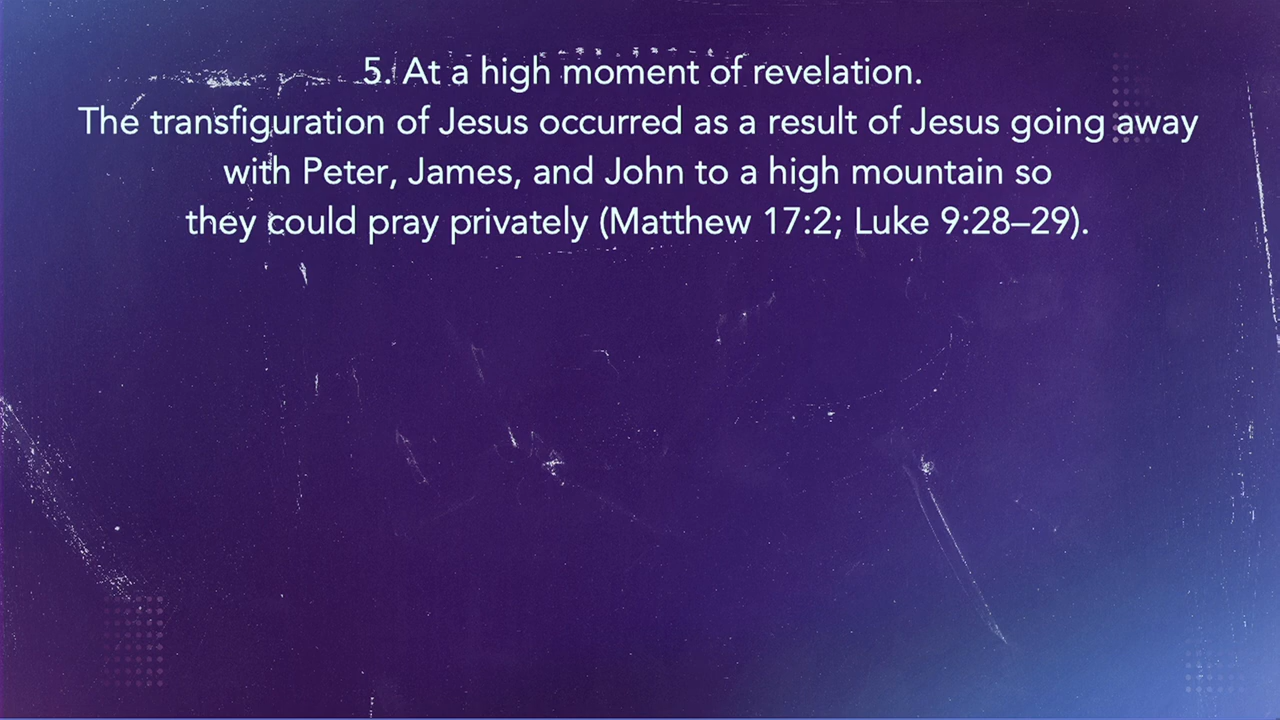 5. At a high moment of revelation.
The transfiguration of Jesus occurred as a result of Jesus going away
with Peter, James, and John to a high mountain so
they could pray privately (Matthew 17:2; Luke 9:28–29).